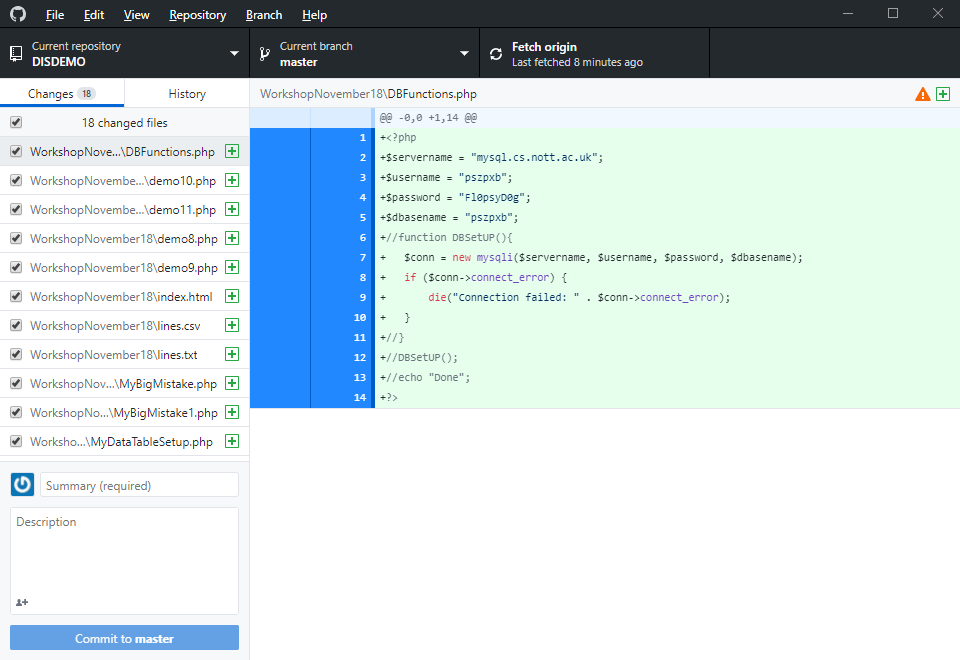 File Edit View Repository Branch Help
Current repository
DISDEMO
Current branch
master
Fetch origin
Last fetched 8 minutes ago
Changes 18
History
18 changed files
WorkshopNove...\DBFunctions.php
WorkshopNovembe...\demo10.php
WorkshopNovembe...\demo11.php
WorkshopNovember18\demo8.php
WorkshopNovember18\demo9.php
WorkshopNovember18\index.html
WorkshopNovember18\lines.csv
WorkshopNovember18\lines.txt
WorkshopNov...\MyBigMistake.php
WorkshopNo...\MyBigMistake1.php
Worksho...\MyDataTableSetup.php
Summary (required)
Description
Commit to master
WorkshopNovember18\DBFunctions.php
@@ -0,0 +1,14 @@
1 +<?php
2 +$servername = "mysql.cs.nott.ac.uk";
3 +$username = "pszpxb";
4 +$password = "Fl0psyD0g";
5 +$dbasename = "pszpxb";
6 +//function DBSetUP(){
7 + $conn = new mysqli($servername, $username, $password, $dbasename);
8 + if ($conn->connect_error) {
9 + die("Connection failed: " . $conn->connect_error);
10 + }
11 +//}
12 +//DBSetUP();
13 +//echo "Done";
14 +?>